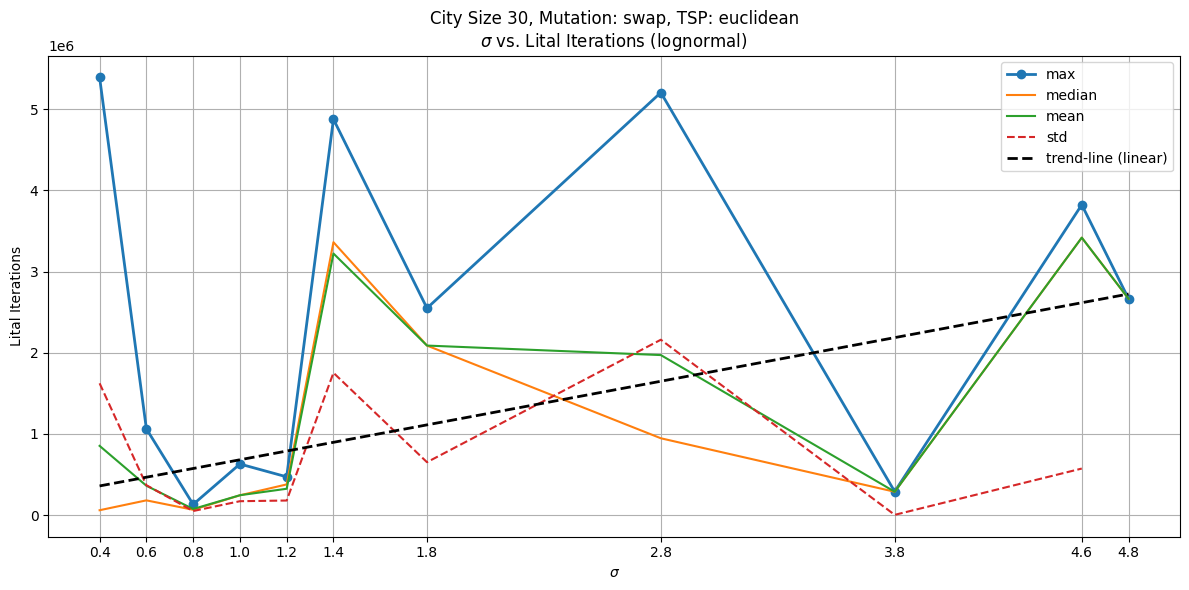 City Size 30, Mutation: swap, TSP: euclidean
σ vs. Lital Iterations (lognormal)
1e6
max
median
mean
std
trend-line (linear)
5
4
3
2
1
0
Lital Iterations
0.4 0.6 0.8 1.0 1.2 1.4 1.8 2.8 3.8 4.6 4.8
σ